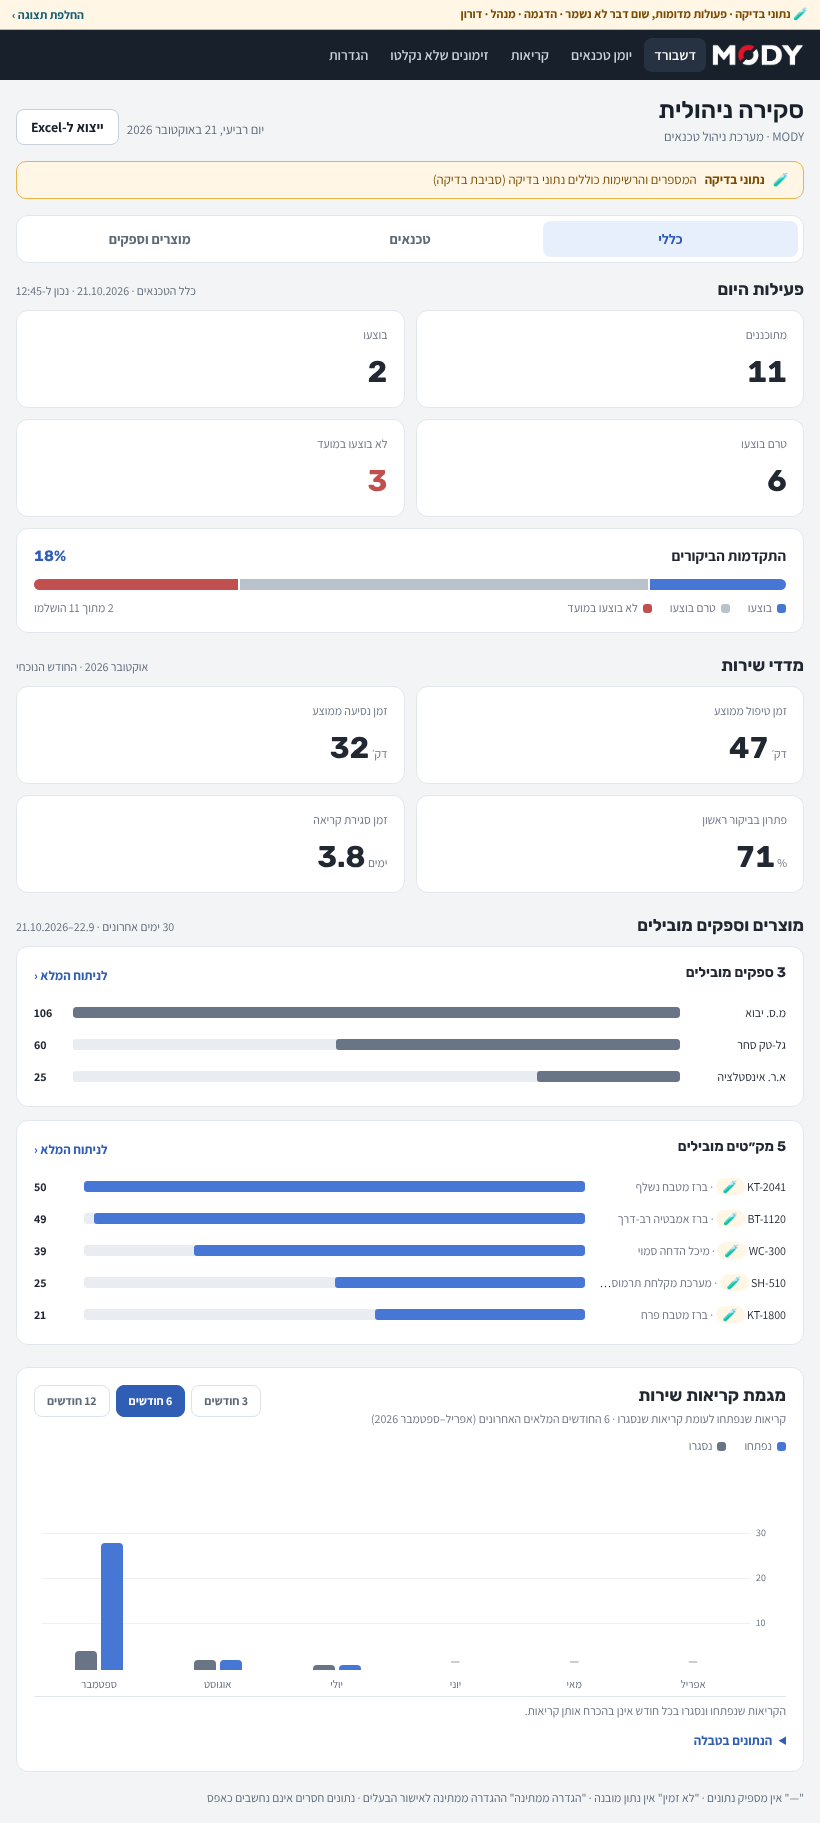 🧪 נתוני בדיקה · פעולות מדומות, שום דבר לא נשמר · הדגמה · מנהל · דורון
החלפת תצוגה ›
MODY
דשבורד
יומן טכנאים
קריאות
זימונים שלא נקלטו
הגדרות
סקירה ניהולית
MODY · מערכת ניהול טכנאים
יום רביעי, 21 באוקטובר 2026
ייצוא ל-Excel
🧪 נתוני בדיקה המספרים והרשימות כוללים נתוני בדיקה (סביבת בדיקה)
כללי
טכנאים
מוצרים וספקים
פעילות היום
כלל הטכנאים · 21.10.2026 · נכון ל-12:45
מתוכננים
11
בוצעו
2
טרם בוצעו
6
לא בוצעו במועד
3
התקדמות הביקורים
18%
בוצעו
טרם בוצעו
לא בוצעו במועד
2 מתוך 11 הושלמו
מדדי שירות
אוקטובר 2026 · החודש הנוכחי
זמן טיפול ממוצע
47 דק׳
זמן נסיעה ממוצע
32 דק׳
פתרון בביקור ראשון
71 %
זמן סגירת קריאה
3.8 ימים
מוצרים וספקים מובילים
30 ימים אחרונים · 22.9–21.10.2026
3 ספקים מובילים
לניתוח המלא ›
מ.ס. יבוא 106
גל-טק סחר 60
א.ר. אינסטלציה 25
5 מק״טים מובילים
לניתוח המלא ›
KT-2041 🧪 · ברז מטבח נשלף 50
BT-1120 🧪 · ברז אמבטיה רב-דרך 49
WC-300 🧪 · מיכל הדחה סמוי 39
SH-510 🧪 · מערכת מקלחת תרמוס… 25
KT-1800 🧪 · ברז מטבח פרח 21
מגמת קריאות שירות
3 חודשים
6 חודשים
12 חודשים
קריאות שנפתחו לעומת קריאות שנסגרו · 6 החודשים המלאים האחרונים (אפריל–ספטמבר 2026)
נפתחו
נסגרו
30
20
10
— — —
אפריל מאי יוני יולי אוגוסט ספטמבר
הקריאות שנפתחו ונסגרו בכל חודש אינן בהכרח אותן קריאות.
◀ הנתונים בטבלה
"—" אין מספיק נתונים · "לא זמין" אין נתון מובנה · "הגדרה ממתינה" ההגדרה ממתינה לאישור הבעלים · נתונים חסרים אינם נחשבים כאפס